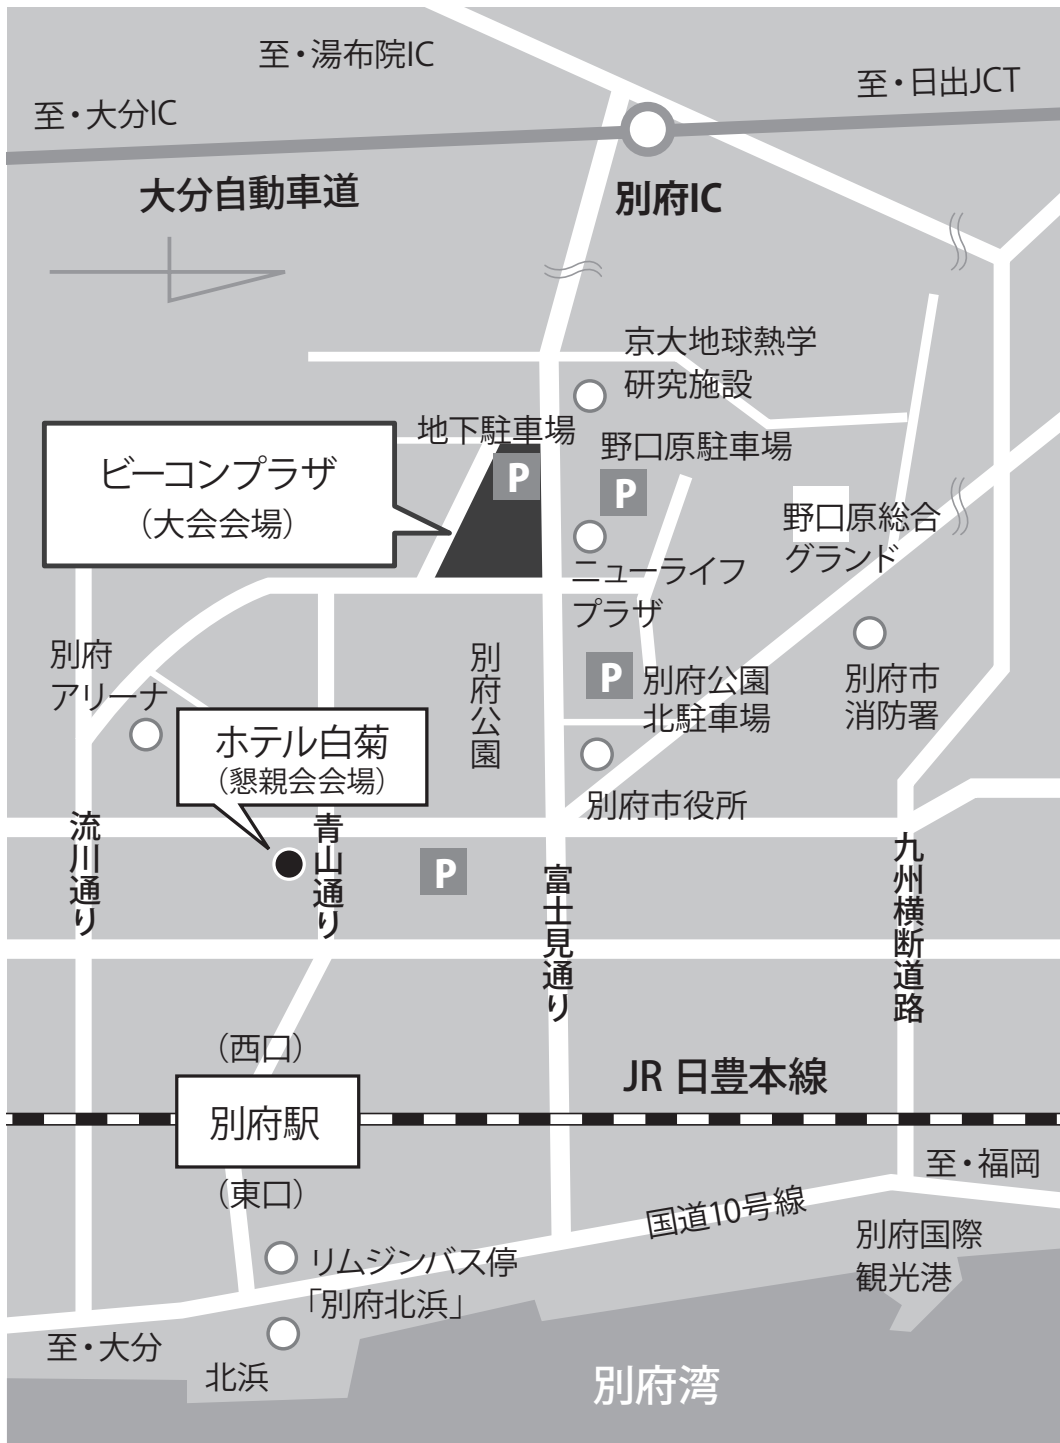 至・湯布院IC
至・日出JCT
至・大分IC
大分自動車道
別府IC
京大地球熱学
研究施設
地下駐車場
P
野口原駐車場
P
ビーコンプラザ
（大会会場）
野口原総合
グランド
ニューライフ
プラザ
別府
アリーナ
別府公園
P
別府公園
北駐車場
別府市
消防署
ホテル白菊
（懇親会会場）
別府市役所
流川通り
青山通り
P
富士見通り
九州横断道路
（西口）
別府駅
（東口）
JR 日豊本線
至・福岡
国道10号線
別府国際
観光港
リムジンバス停
「別府北浜」
至・大分
北浜
別府湾